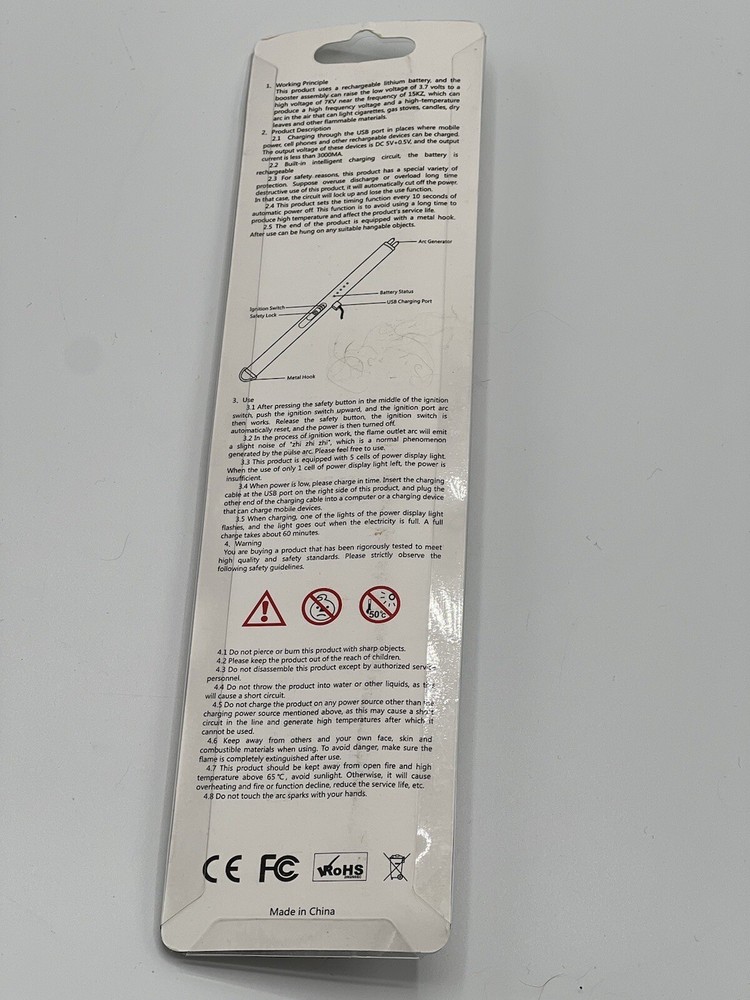 1. Working Principle
This product uses a rechargeable lithium battery, and the
booster assembly can raise the low voltage of 3.7 volts to a
high voltage of 7KV near the frequency of 15KZ, which can
produce a high frequency voltage and a high-temperature
arc in the air that can light cigarettes, gas stoves, candles, dry
leaves and other flammable materials.
2. Product Description
2.1 Charging through the USB port in places where mobile
power, cell phones and other rechargeable devices can be charged.
The output voltage of these devices is DC 5V+0.5V, and the output
current is less than 3000MA.
2.2 Built-in intelligent charging circuit, the battery is
rechargeable
2.3 For safety reasons, this product has a special variety of
protection. Suppose overuse discharge or overload long time
destructive use of this product, it will automatically cut off the power.
In that case, the circuit will lock up and lose the use function.
2.4 This product sets the timing function every 10 seconds of
automatic power off. This function is to avoid using a long time to
produce high temperature and affect the product's service life.
2.5 The end of the product is equipped with a metal hook.
After use can be hung on any suitable hangable objects.
Arc Generator
Battery Status
USB Charging Port
Ignition Switch
Safety Lock
Metal Hook
3. Use
3.1 After pressing the safety button in the middle of the ignition
switch, push the ignition switch upward, and the ignition port arc
then works. Release the safety button, the ignition switch is
automatically reset, and the power is then turned off.
3.2 In the process of ignition work, the flame outlet arc will emit
a slight noise of "zhi zhi zhi", which is a normal phenomenon
generated by the pulse arc. Please feel free to use.
3.3 This product is equipped with 5 cells of power display light.
When the use of only 1 cell of power display light left, the power is
insufficient.
3.4 When power is low, please charge in time. Insert the charging
cable at the USB port on the right side of this product, and plug the
other end of the charging cable into a computer or a charging device
that can charge mobile devices.
3.5 When charging, one of the lights of the power display light
flashes, and the light goes out when the electricity is full. A full
charge takes about 60 minutes.
4. Warning
You are buying a product that has been rigorously tested to meet
high quality and safety standards. Please strictly observe the
following safety guidelines.
50°C
4.1 Do not pierce or burn this product with sharp objects.
4.2 Please keep the product out of the reach of children.
4.3 Do not disassemble this product except by authorized service
personnel.
4.4 Do not throw the product into water or other liquids, as this
will cause a short circuit.
4.5 Do not charge the product on any power source other than the
charging power source mentioned above, as this may cause a short
circuit in the line and generate high temperatures after which it
cannot be used.
4.6 Keep away from others and your own face, skin and
combustible materials when using. To avoid danger, make sure the
flame is completely extinguished after use.
4.7 This product should be kept away from open fire and high
temperature above 65℃, avoid sunlight. Otherwise, it will cause
overheating and fire or function decline, reduce the service life, etc.
4.8 Do not touch the arc sparks with your hands.
CE FC RoHS
Made in China